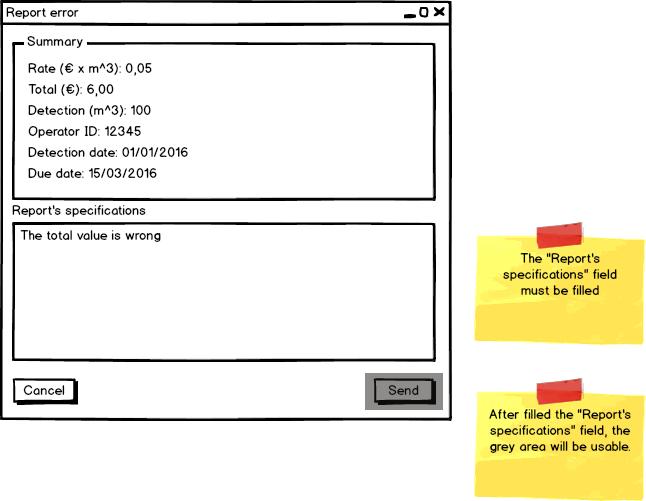 Report error
Summary
Rate (€ x m^3): 0,05
Total (€): 6,00
Detection (m^3): 100
Operator ID: 12345
Detection date: 01/01/2016
Due date: 15/03/2016
Report's specifications
The total value is wrong
Cancel
Send
The "Report's
specifications" field
must be filled
After filled the "Report's
specifications" field, the
grey area will be usable.